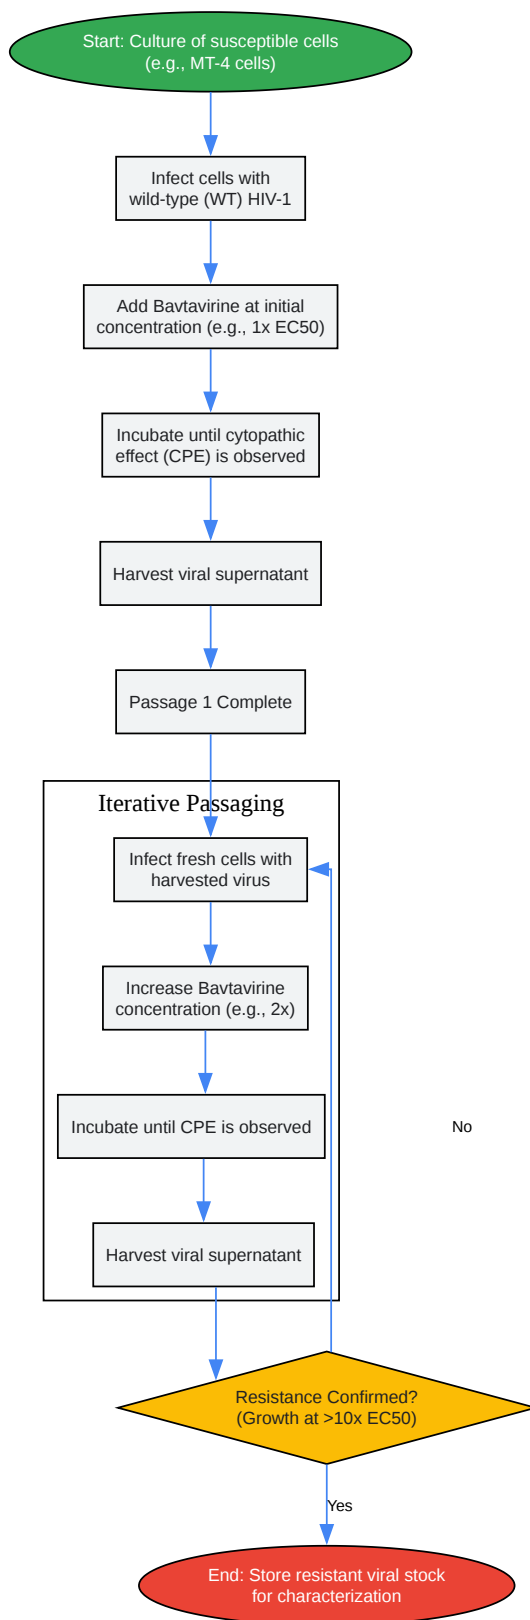 Start: Culture of susceptible cells
(e.g., MT-4 cells)
Infect cells with
wild-type (WT) HIV-1
Add Bavtavirine at initial
concentration (e.g., 1x EC50)
Incubate until cytopathic
effect (CPE) is observed
Harvest viral supernatant
Passage 1 Complete
Iterative Passaging
Infect fresh cells with
harvested virus
Increase Bavtavirine
concentration (e.g., 2x)
Incubate until CPE is observed
No
Harvest viral supernatant
Resistance Confirmed?
(Growth at >10x EC50)
Yes
End: Store resistant viral stock
for characterization